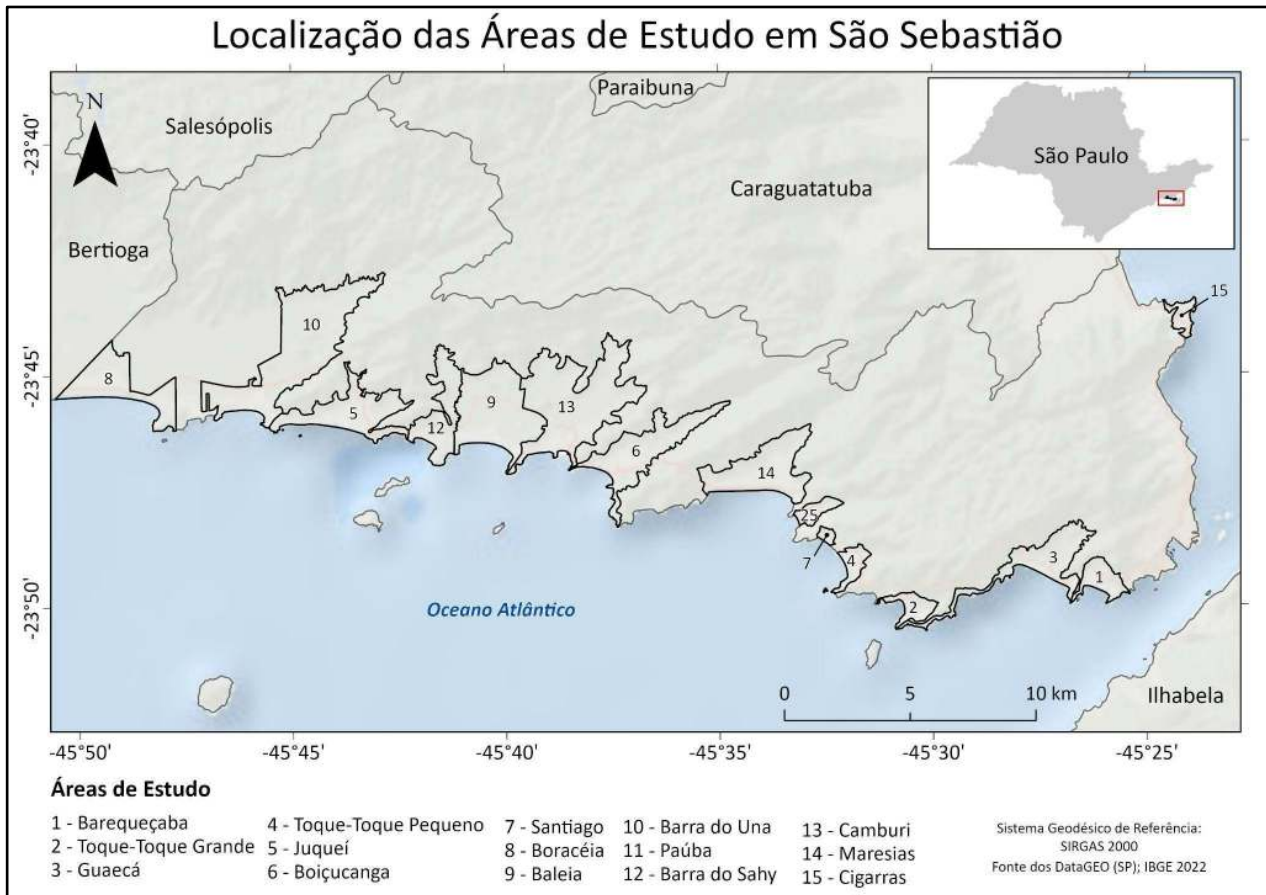 Localização das Áreas de Estudo em São Sebastião
N
Paraibuna
Salesópolis
São Paulo
Caraguatatuba
Bertioga
-23°40'
-23°45'
-23°50'
15
10
8
5
12
9
13
6
14
25
7
4
2
3
1
Oceano Atlântico
0 5 10 km
Ilhabela
-45°50' -45°45' -45°40' -45°35' -45°30' -45°25'
Áreas de Estudo
1 - Barequeçaba
2 - Toque-Toque Grande
3 - Guaecá
4 - Toque-Toque Pequeno
5 - Juqueí
6 - Boiçucanga
7 - Santiago
8 - Boracéia
9 - Baleia
10 - Barra do Una
11 - Paúba
12 - Barra do Sahy
13 - Camburi
14 - Maresias
15 - Cigarras
Sistema Geodésico de Referência:
SIRGAS 2000
Fonte dos DataGEO (SP); IBGE 2022